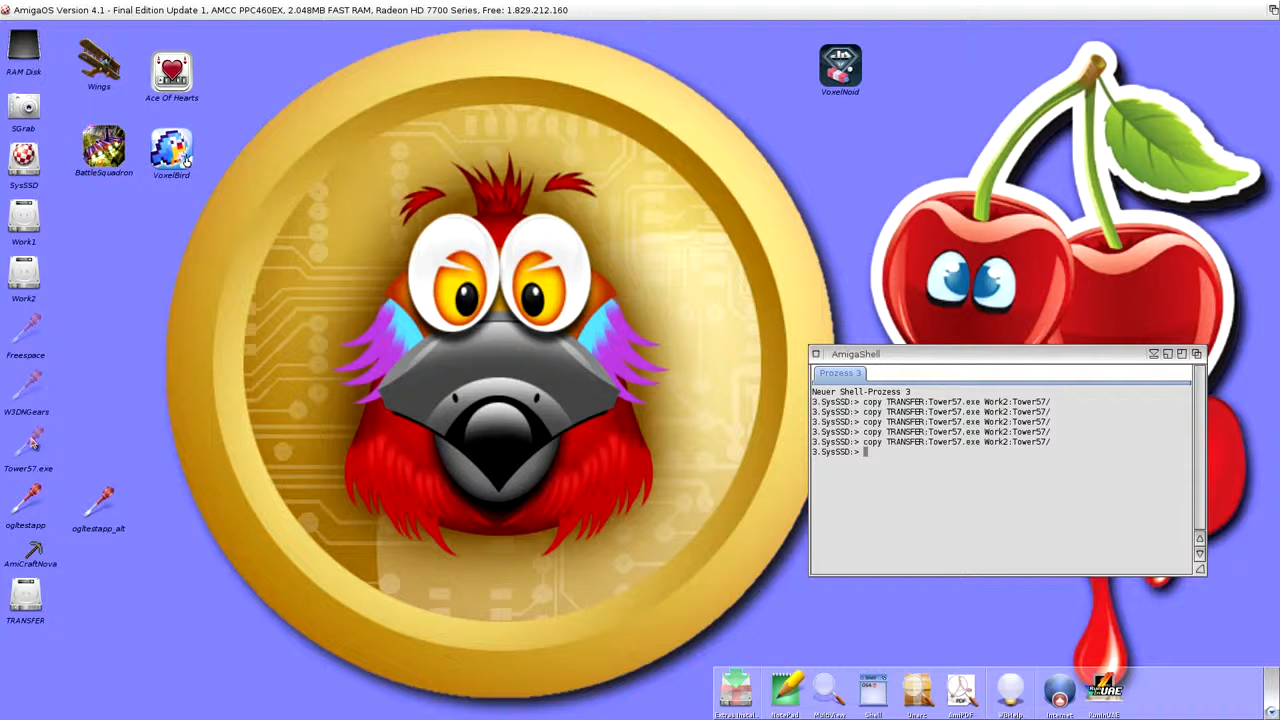 AmigaOS Version 4.1 - Final Edition Update 1, AMCC PPC460EX, 2.048MB FAST RAM, Radeon HD 7700 Series, Free: 1.829.212.160
RAM Disk
Wings
Ace Of Hearts
VoxelNoid
SGrab
SysSSD
BattleSquadron
VoxelBird
Work1
Work2
Freespace
W3DNGears
Tower57.exe
ogltestapp
ogltestapp_alt
AmiCraftNova
TRANSFER
AmigaShell
Prozess 3
Neuer Shell-Prozess 3
3.SysSSD:> copy TRANSFER:Tower57.exe Work2:Tower57/
3.SysSSD:> copy TRANSFER:Tower57.exe Work2:Tower57/
3.SysSSD:> copy TRANSFER:Tower57.exe Work2:Tower57/
3.SysSSD:> copy TRANSFER:Tower57.exe Work2:Tower57/
3.SysSSD:> copy TRANSFER:Tower57.exe Work2:Tower57/
3.SysSSD:>
Extras Instal...
NotePad
MultiView
Shell
Unarc
AmiPDF
WBHelp
Internet
RunInUAE